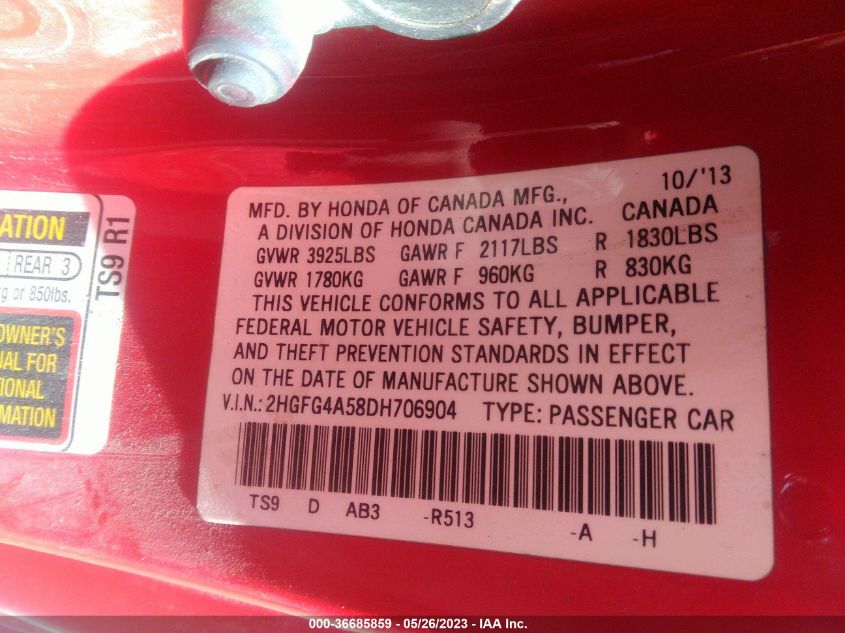 ATION
REAR 3
g or 850lbs.
OWNER'S
UAL FOR
TIONAL
RMATION
TS9 R1
10/'13
MFD. BY HONDA OF CANADA MFG.,
A DIVISION OF HONDA CANADA INC. CANADA
GVWR 3925LBS GAWR F 2117LBS R 1830LBS
GVWR 1780KG GAWR F 960KG R 830KG
THIS VEHICLE CONFORMS TO ALL APPLICABLE
FEDERAL MOTOR VEHICLE SAFETY, BUMPER,
AND THEFT PREVENTION STANDARDS IN EFFECT
ON THE DATE OF MANUFACTURE SHOWN ABOVE.
V.I.N.: 2HGFG4A58DH706904 TYPE: PASSENGER CAR
TS9 D AB3 -R513 -A -H
000-36685859 - 05/26/2023 - IAA Inc.